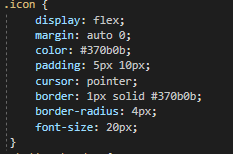 .icon {
display: flex;
margin: auto 0;
color: #370b0b;
padding: 5px 10px;
cursor: pointer;
border: 1px solid #370b0b;
border-radius: 4px;
font-size: 20px;
}